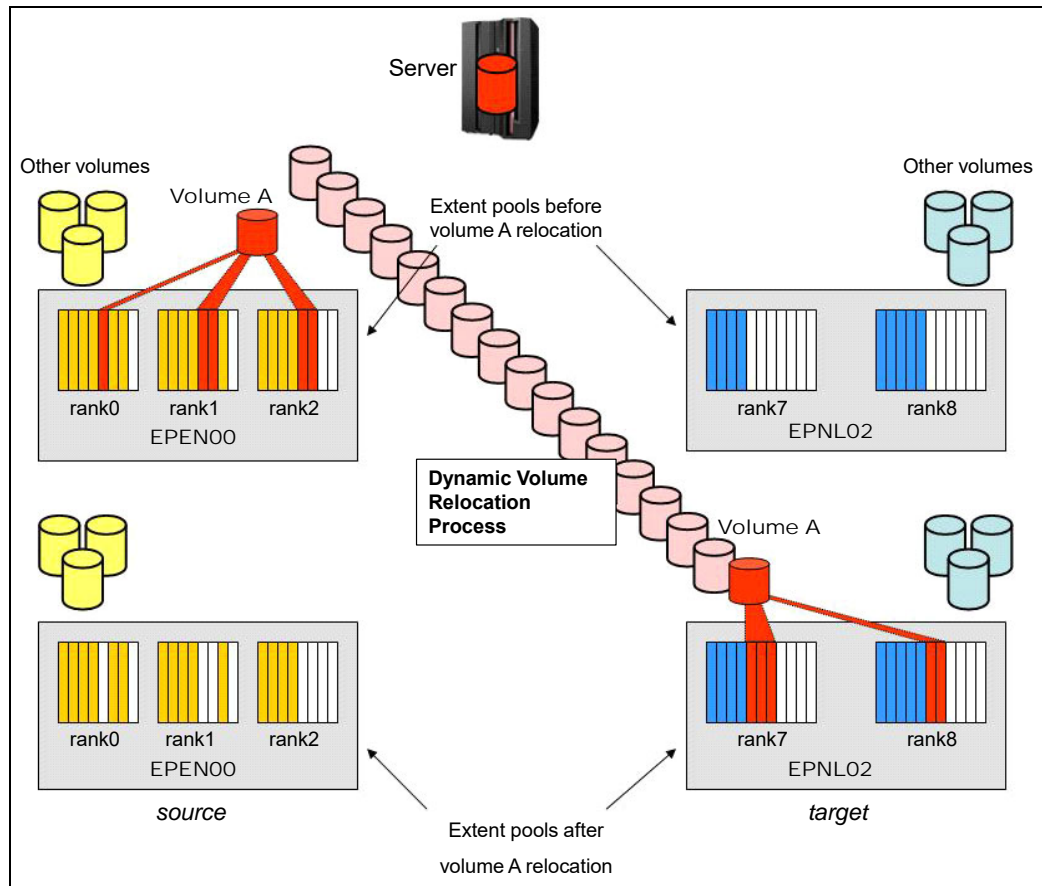 Server
Other volumes
Volume A
Extent pools before
volume A relocation
Other volumes
rank0
rank1
rank2
EPEN00
rank7
rank8
EPNL02
Dynamic Volume
Relocation
Process
Volume A
rank0
rank1
rank2
EPEN00
rank7
rank8
EPNL02
source
target
Extent pools after
volume A relocation